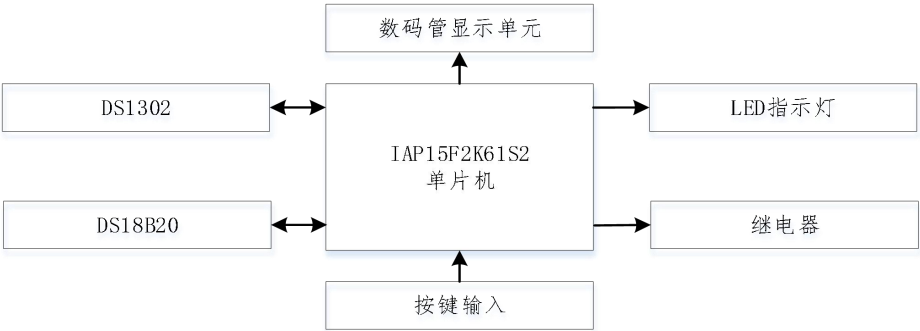 数码管显示单元
DS1302
LED指示灯
IAP15F2K61S2
单片机
DS18B20
继电器
按键输入